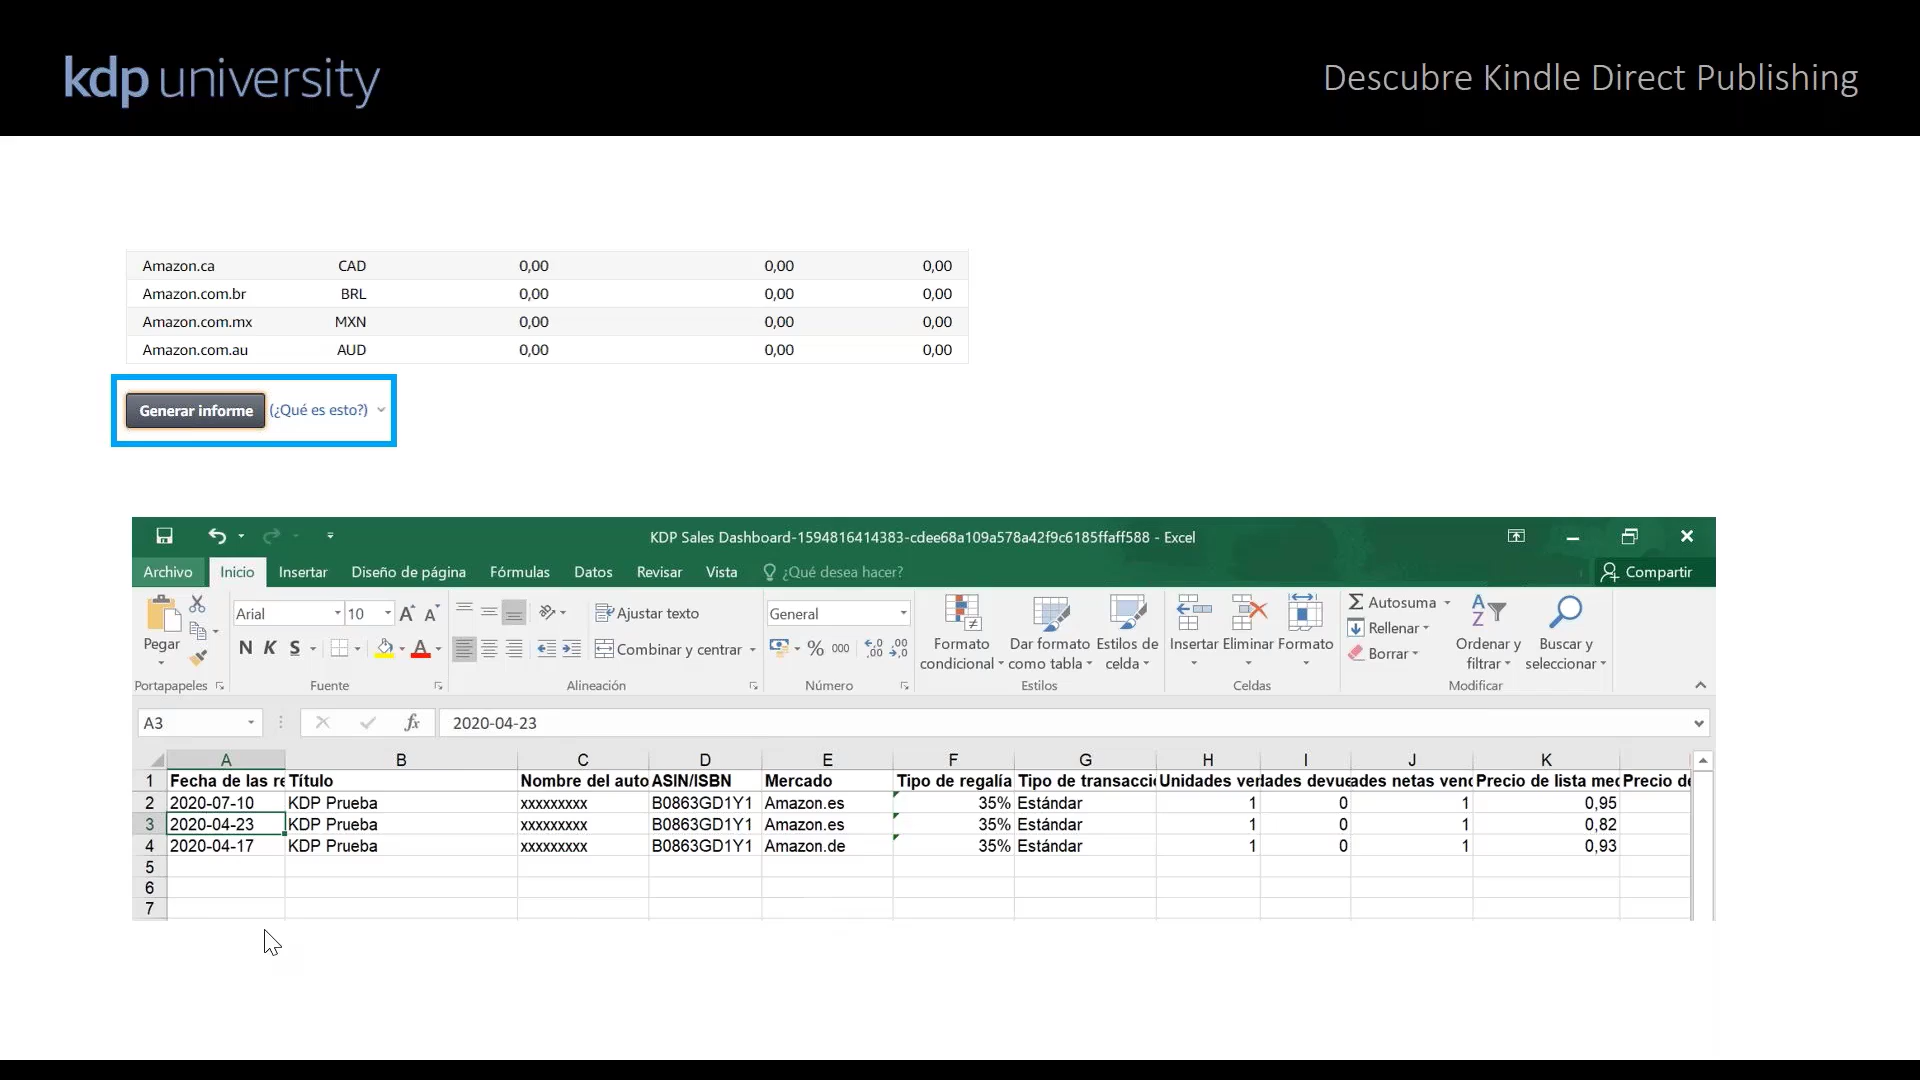 kdp university
Descubre Kindle Direct Publishing
Amazon.ca CAD 0,00 0,00 0,00
Amazon.com.br BRL 0,00 0,00 0,00
Amazon.com.mx MXN 0,00 0,00 0,00
Amazon.com.au AUD 0,00 0,00 0,00
Generar informe (¿Qué es esto?)
KDP Sales Dashboard-1594816414383-cdee68a109a578a42f9c6185ffaff588 - Excel
Archivo Inicio Insertar Diseño de página Fórmulas Datos Revisar Vista ¿Qué desea hacer? Compartir
Arial 10 A A Ajustar texto General Autosuma
Rellenar
Pegar N K S A Combinar y centrar % 000 Formato Dar formato Estilos de Insertar Eliminar Formato Borrar Ordenar y Buscar y
condicional como tabla celda filtrar seleccionar
Portapapeles Fuente Alineación Número Estilos Celdas Modificar
A3 fx 2020-04-23
A B C D E F G H I J K
1 Fecha de las re Título Nombre del auto ASIN/ISBN Mercado Tipo de regalía Tipo de transacci Unidades ver dades devu ades netas venc Precio de lista med Precio de
2 2020-07-10 KDP Prueba xxxxxxxxx B0863GD1Y1 Amazon.es 35% Estándar 1 0 1 0,95
3 2020-04-23 KDP Prueba xxxxxxxxx B0863GD1Y1 Amazon.es 35% Estándar 1 0 1 0,82
4 2020-04-17 KDP Prueba xxxxxxxxx B0863GD1Y1 Amazon.de 35% Estándar 1 0 1 0,93
5
6
7